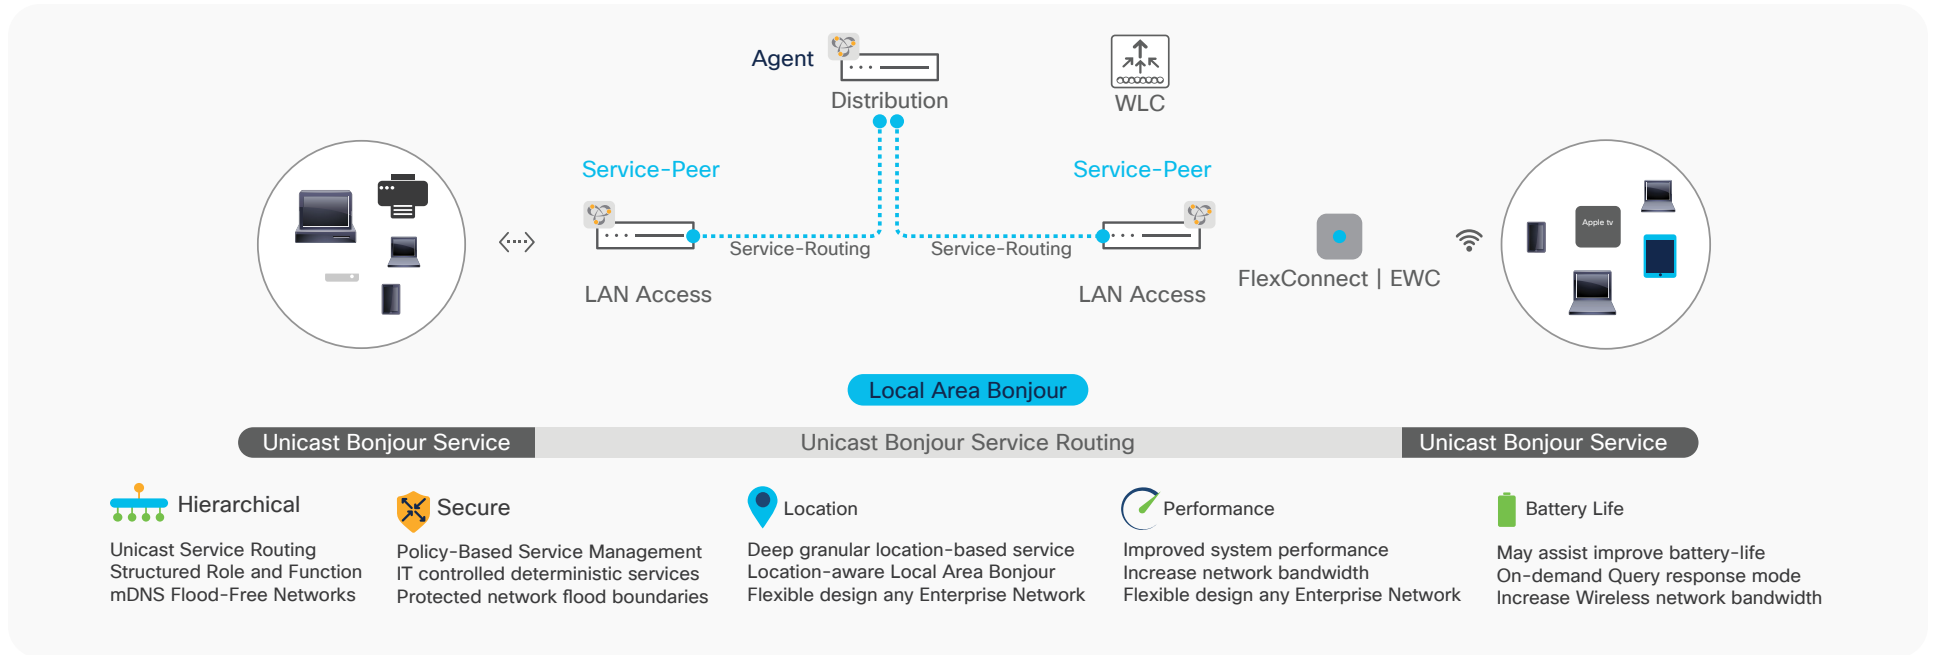 Agent
Distribution
WLC
Service-Peer
Service-Peer
Service-Routing
Service-Routing
LAN Access
LAN Access
FlexConnect | EWC
Apple tv
Local Area Bonjour
Unicast Bonjour Service
Unicast Bonjour Service Routing
Unicast Bonjour Service
Hierarchical
Unicast Service Routing
Structured Role and Function
mDNS Flood-Free Networks
Secure
Policy-Based Service Management
IT controlled deterministic services
Protected network flood boundaries
Location
Deep granular location-based service
Location-aware Local Area Bonjour
Flexible design any Enterprise Network
Performance
Improved system performance
Increase network bandwidth
Flexible design any Enterprise Network
Battery Life
May assist improve battery-life
On-demand Query response mode
Increase Wireless network bandwidth